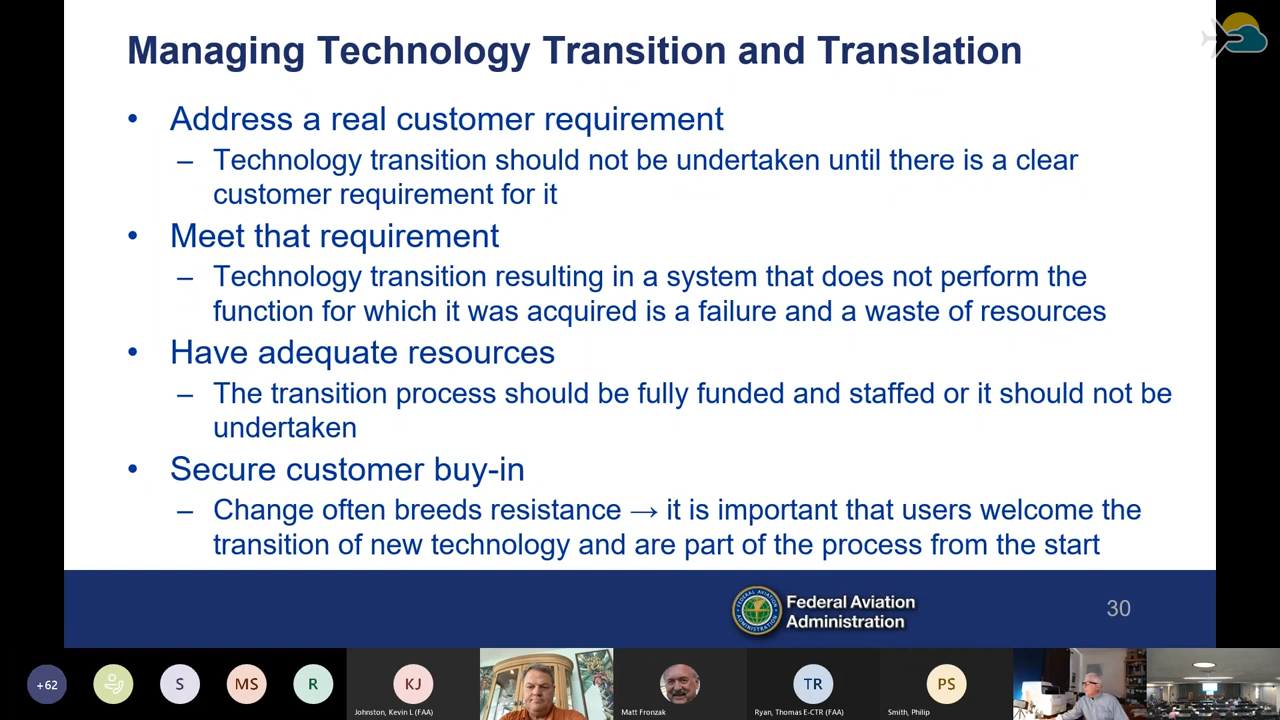 Managing Technology Transition and Translation
• Address a real customer requirement
– Technology transition should not be undertaken until there is a clear
customer requirement for it
• Meet that requirement
– Technology transition resulting in a system that does not perform the
function for which it was acquired is a failure and a waste of resources
• Have adequate resources
– The transition process should be fully funded and staffed or it should not be
undertaken
• Secure customer buy-in
– Change often breeds resistance → it is important that users welcome the
transition of new technology and are part of the process from the start
Federal Aviation
Administration
30
+62
S
MS
R
KJ
Johnston, Kevin L (FAA)
Matt Fronzak
TR
Ryan, Thomas E-CTR (FAA)
PS
Smith, Philip